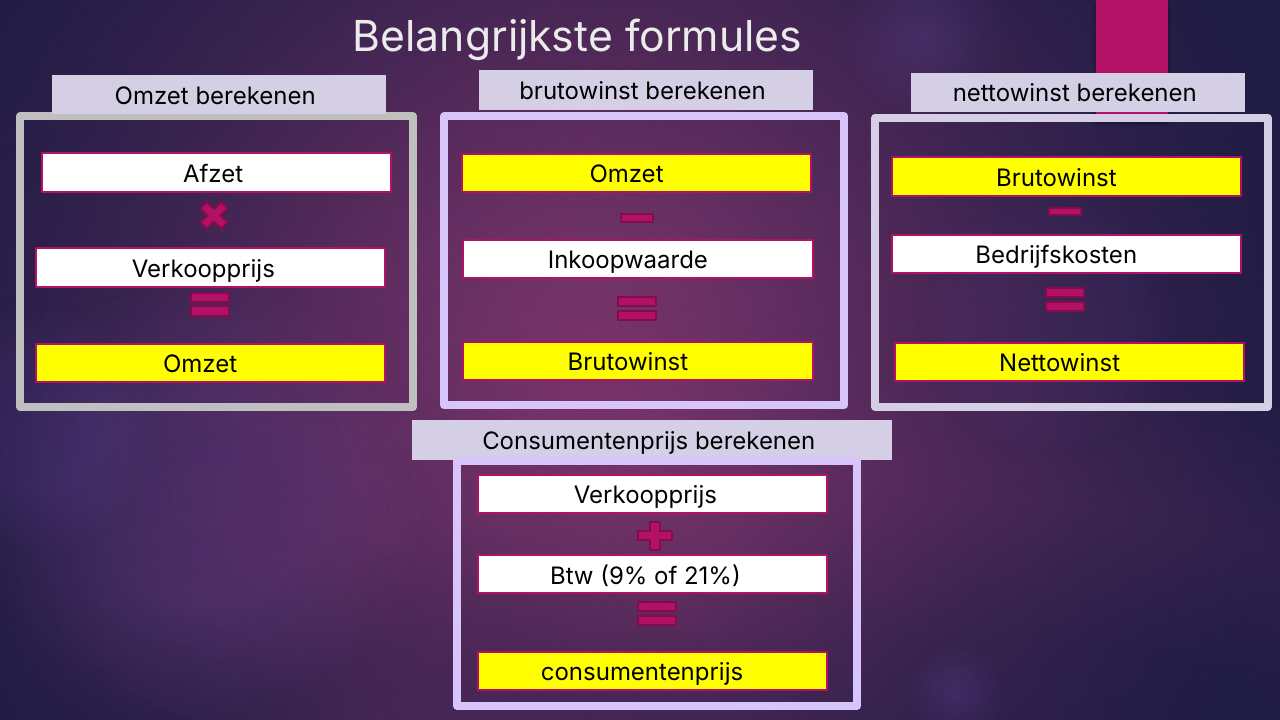 Belangrijkste formules
Omzet berekenen
Afzet
Verkoopprijs
Omzet
brutowinst berekenen
Omzet
Inkoopwaarde
Brutowinst
nettowinst berekenen
Brutowinst
Bedrijfskosten
Nettowinst
Consumentenprijs berekenen
Verkoopprijs
Btw (9% of 21%)
consumentenprijs